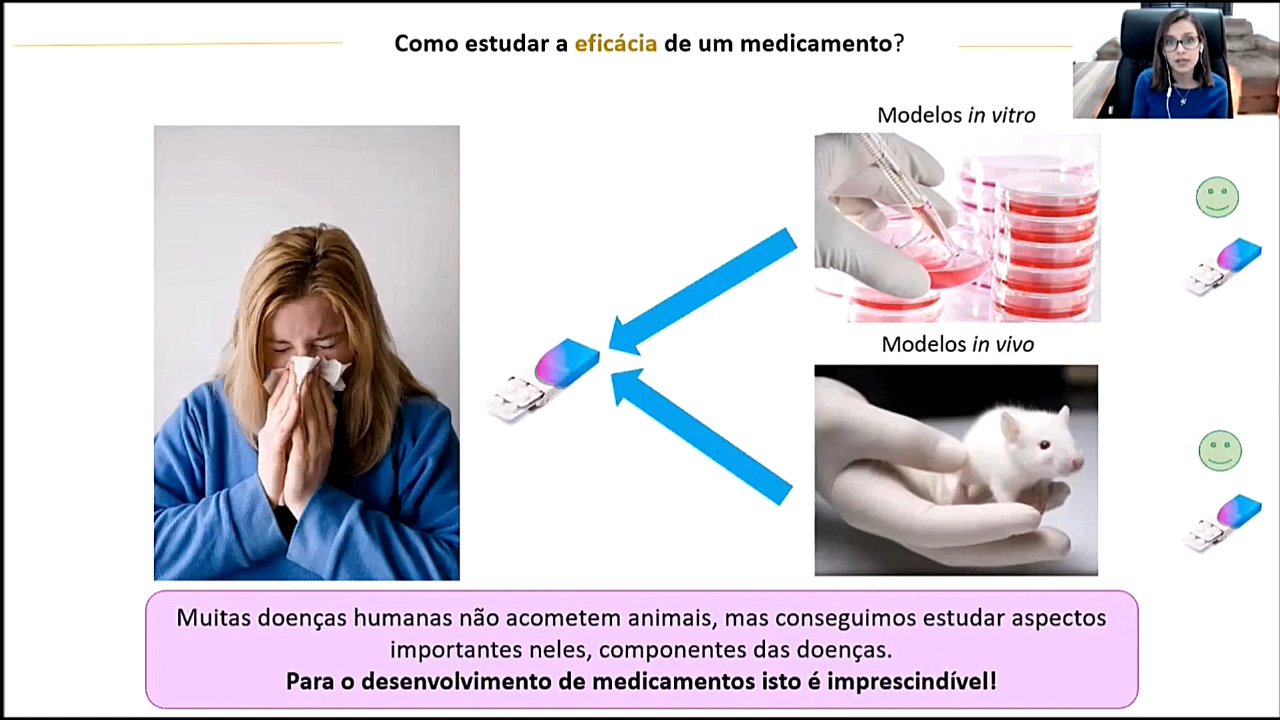 Como estudar a eficácia de um medicamento?
Modelos in vitro
Modelos in vivo
Muitas doenças humanas não acometem animais, mas conseguimos estudar aspectos
importantes neles, componentes das doenças.
Para o desenvolvimento de medicamentos isto é imprescindível!